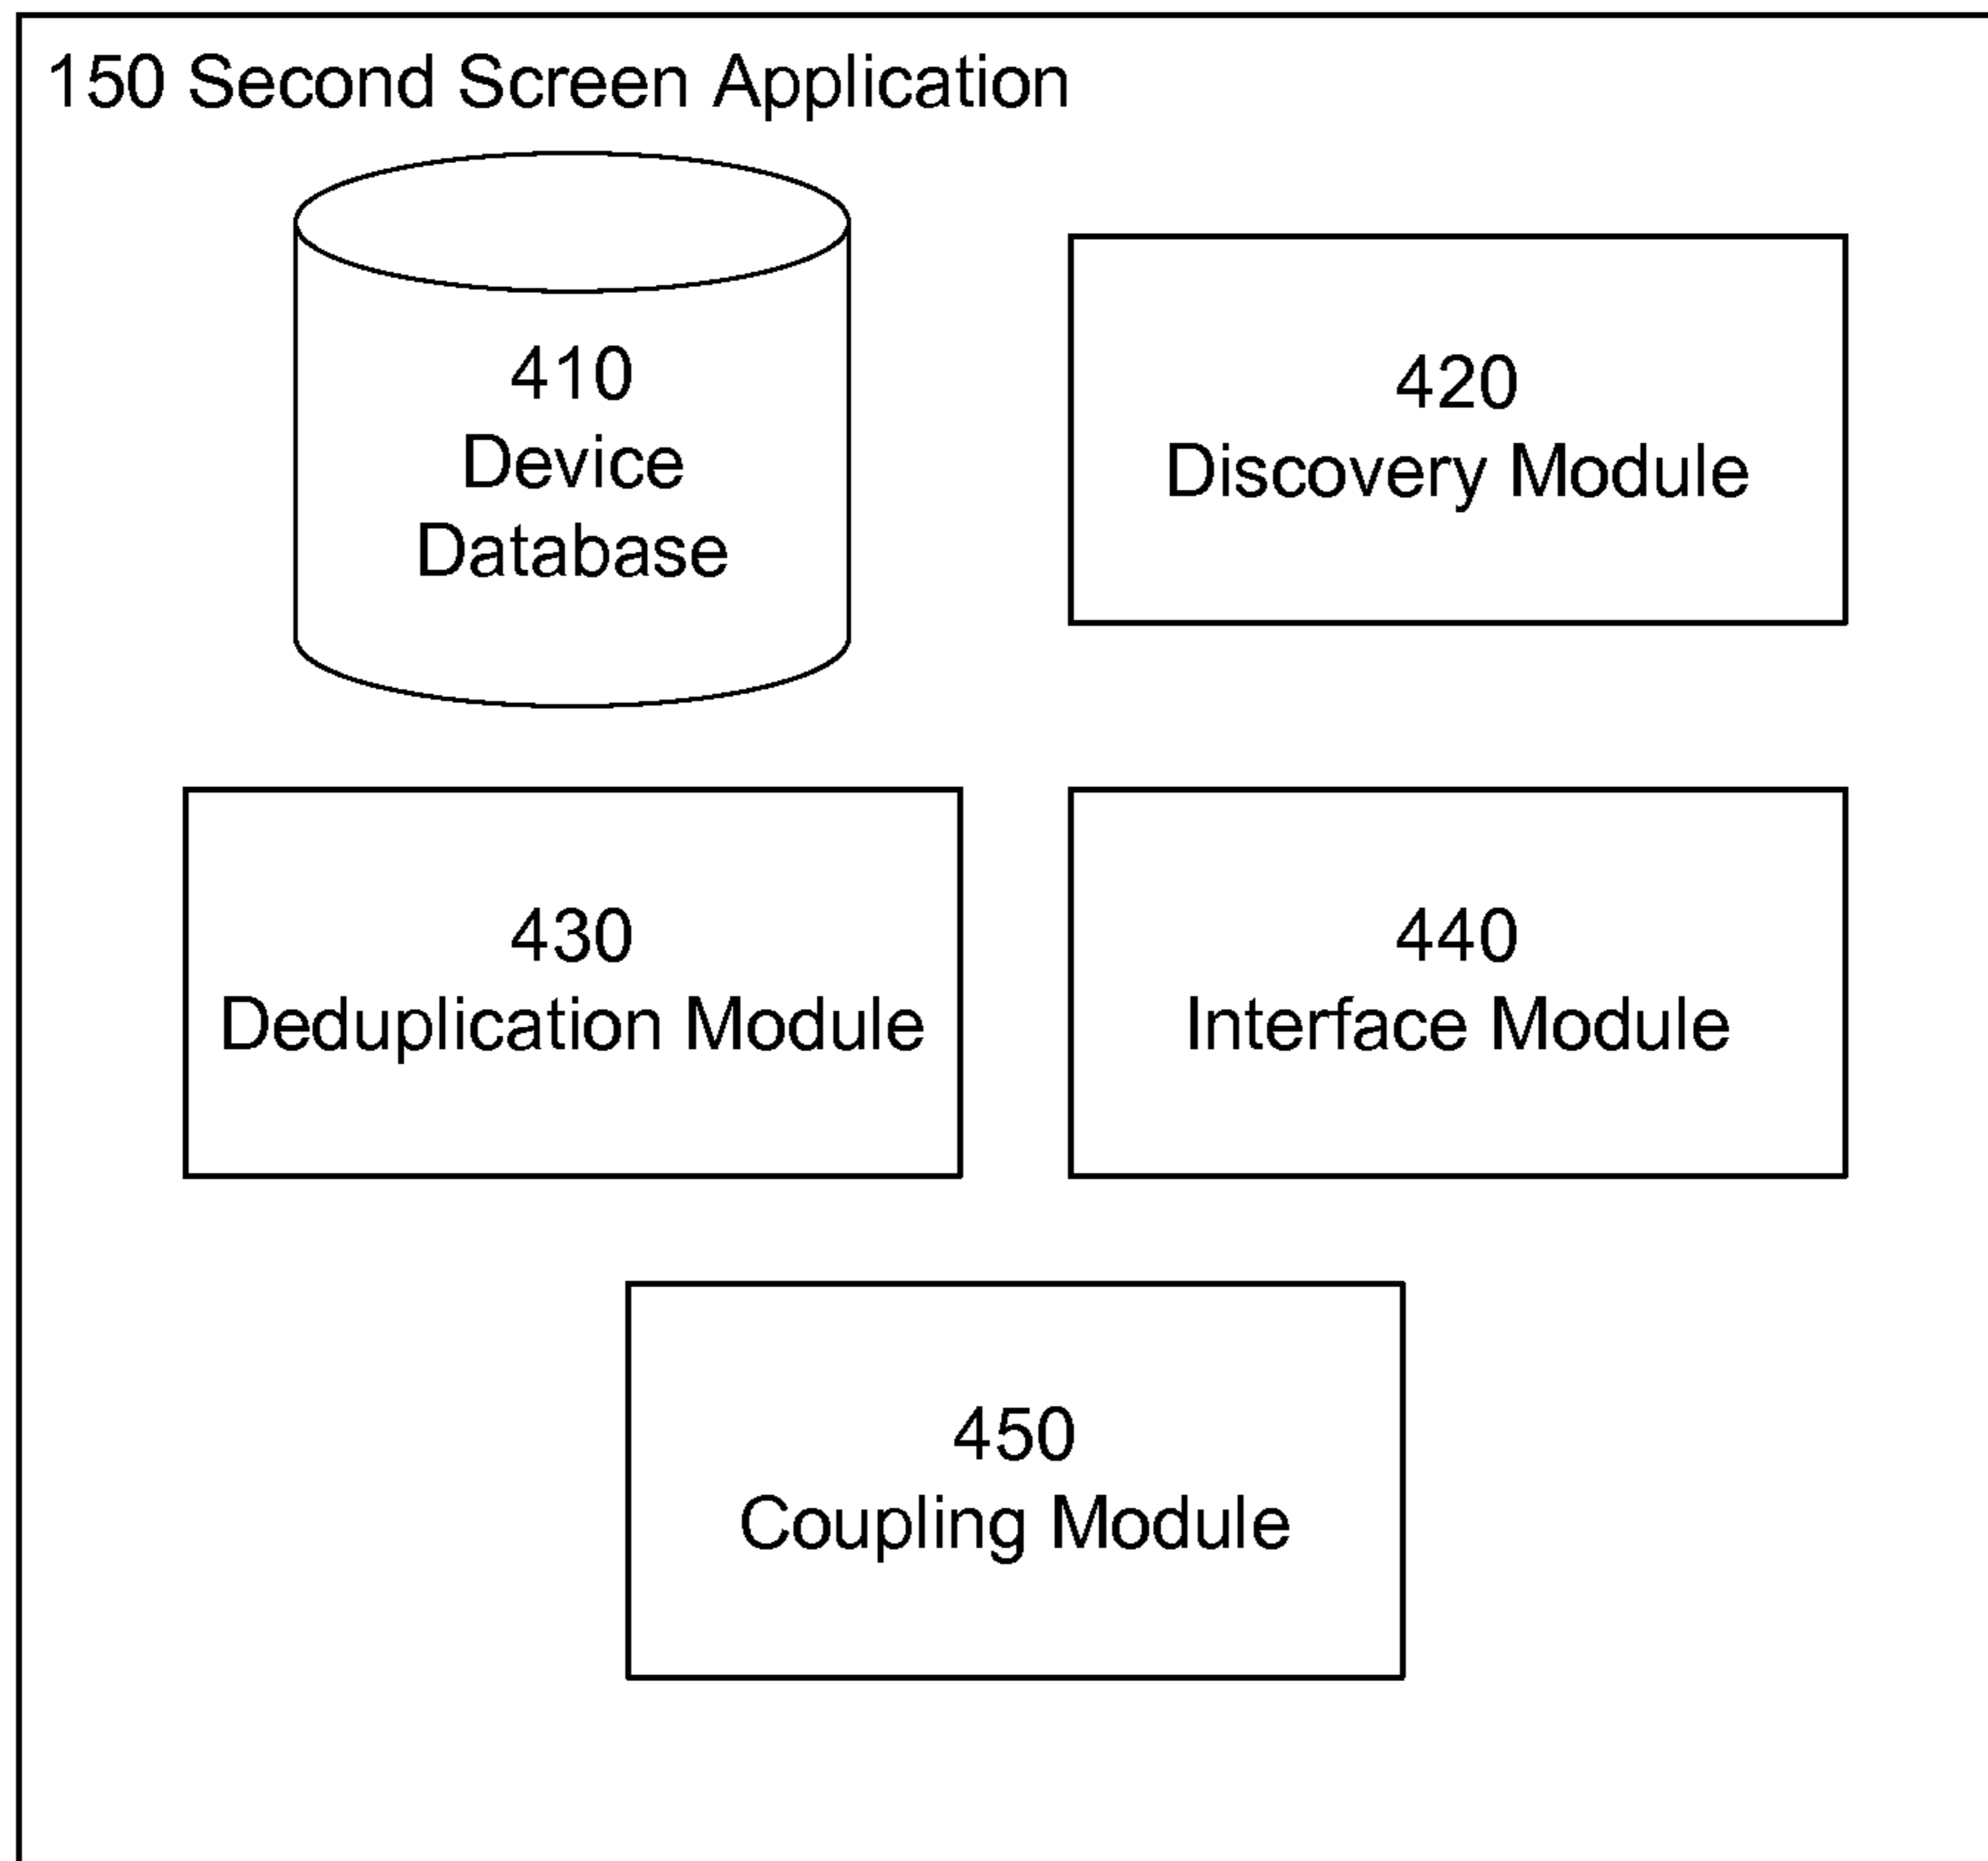 150 Second Screen Application
410
Device
Database
420
Discovery Module
430
Deduplication Module
440
Interface Module
450
Coupling Module